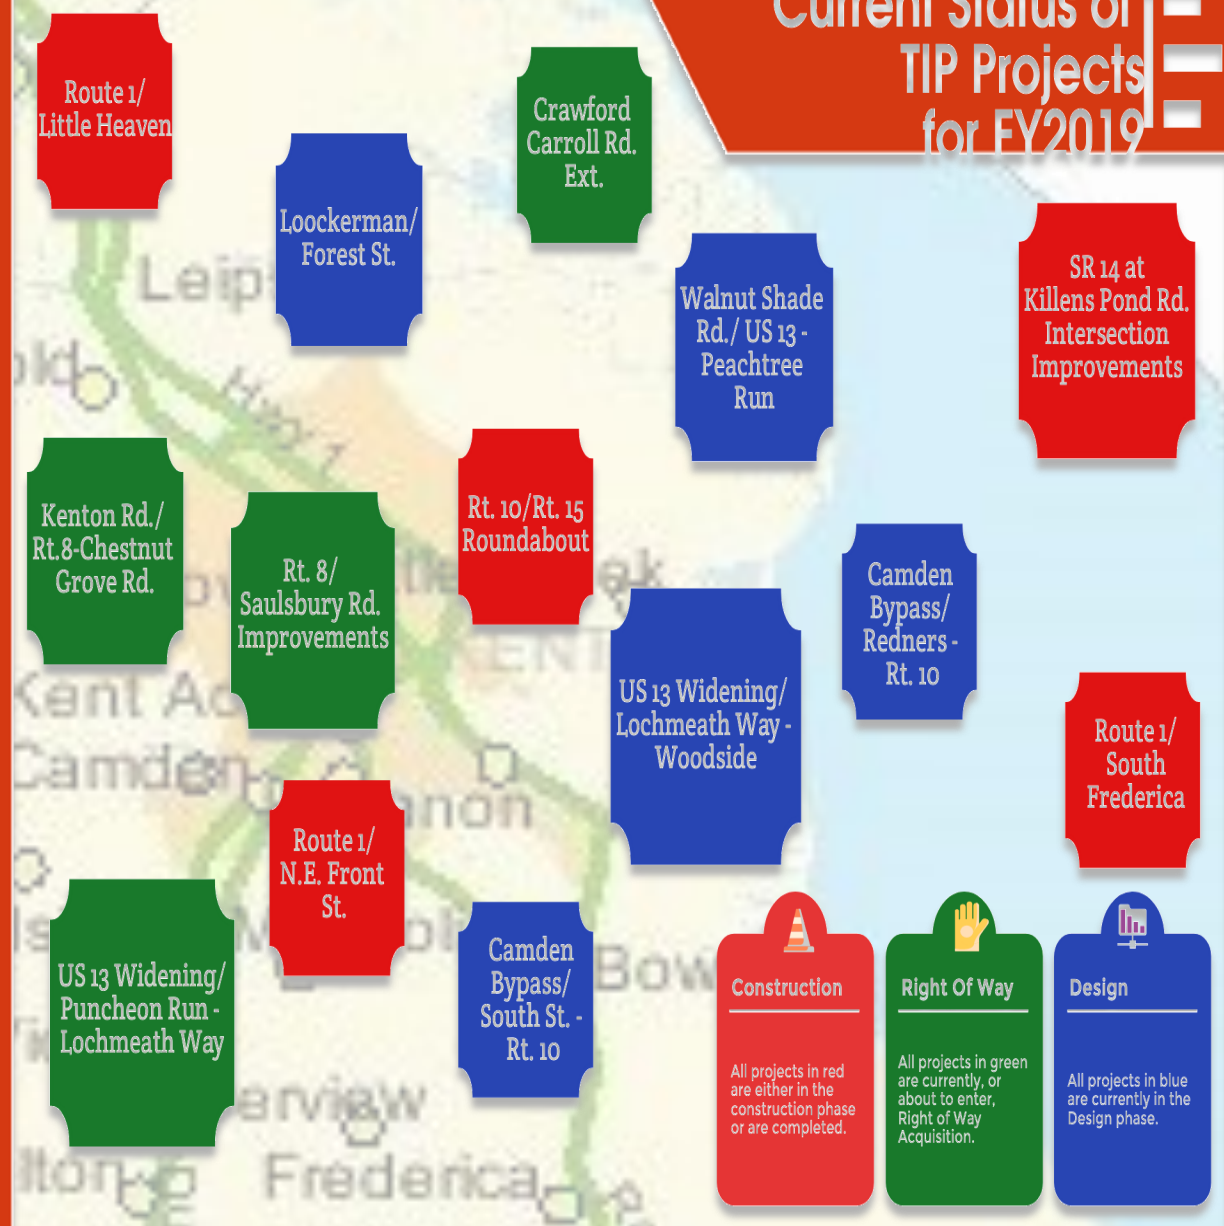 Current Status of
TIP Projects
for FY2019
Route 1/
Little Heaven
Crawford
Carroll Rd.
Ext.
Loockerman/
Forest St.
Walnut Shade
Rd./ US 13 -
Peachtree
Run
SR 14 at
Killens Pond Rd.
Intersection
Improvements
Leip
Hwy 1
Kenton Rd./
Rt.8-Chestnut
Grove Rd.
Rt. 8/
Saulsbury Rd.
Improvements
Rt. 10/Rt. 15
Roundabout
Camden
Bypass/
Redners -
Rt. 10
US 13 Widening/
Lochmeath Way -
Woodside
Kent Ac
Camden
Route 1/
South
Frederica
Route 1/
N.E. Front
St.
US 13 Widening/
Puncheon Run -
Lochmeath Way
Camden
Bypass/
South St. -
Rt. 10
Bow
erview
Frederica
Construction
All projects in red
are either in the
construction phase
or are completed.
Right Of Way
All projects in green
are currently, or
about to enter,
Right of Way
Acquisition.
Design
All projects in blue
are currently in the
Design phase.